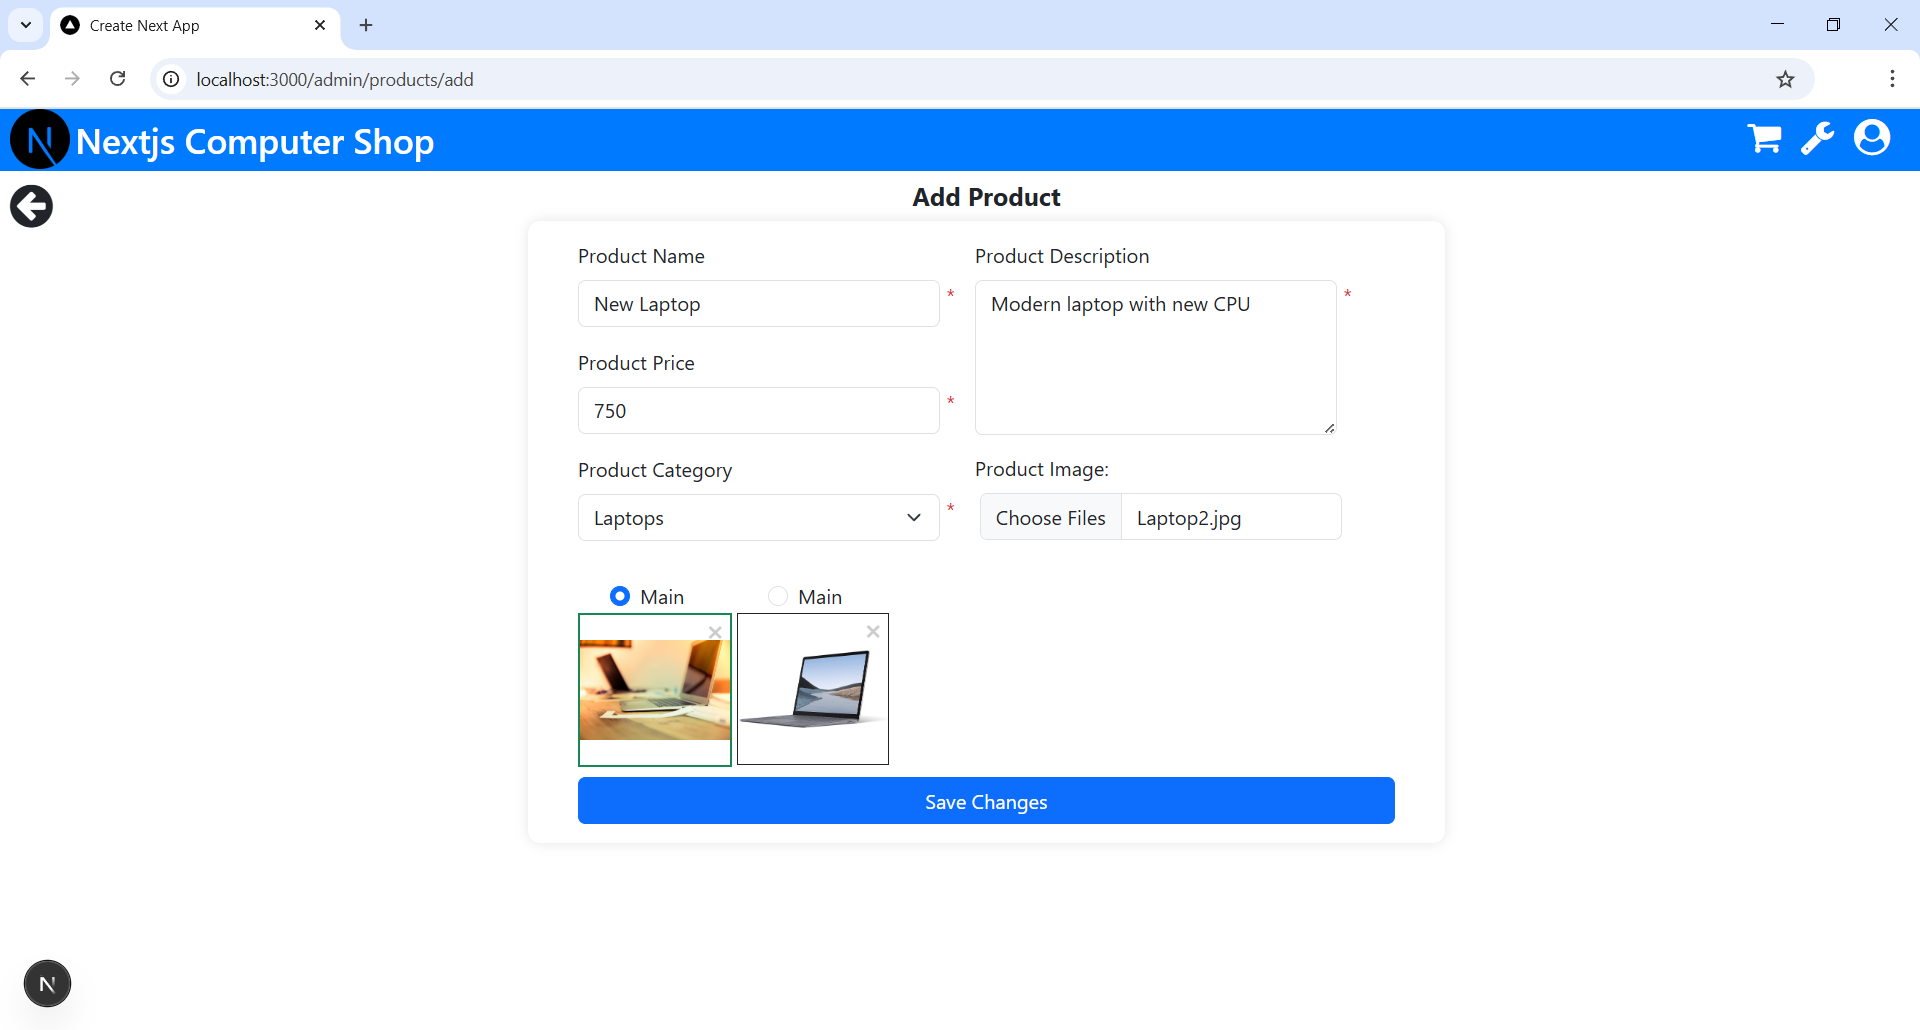 Create Next App
localhost:3000/admin/products/add
N Nextjs Computer Shop
Add Product
Product Name
New Laptop *
Product Price
750 *
Product Category
Laptops *
Product Description
Modern laptop with new CPU *
Product Image:
Choose Files Laptop2.jpg
Main Main
Save Changes
N